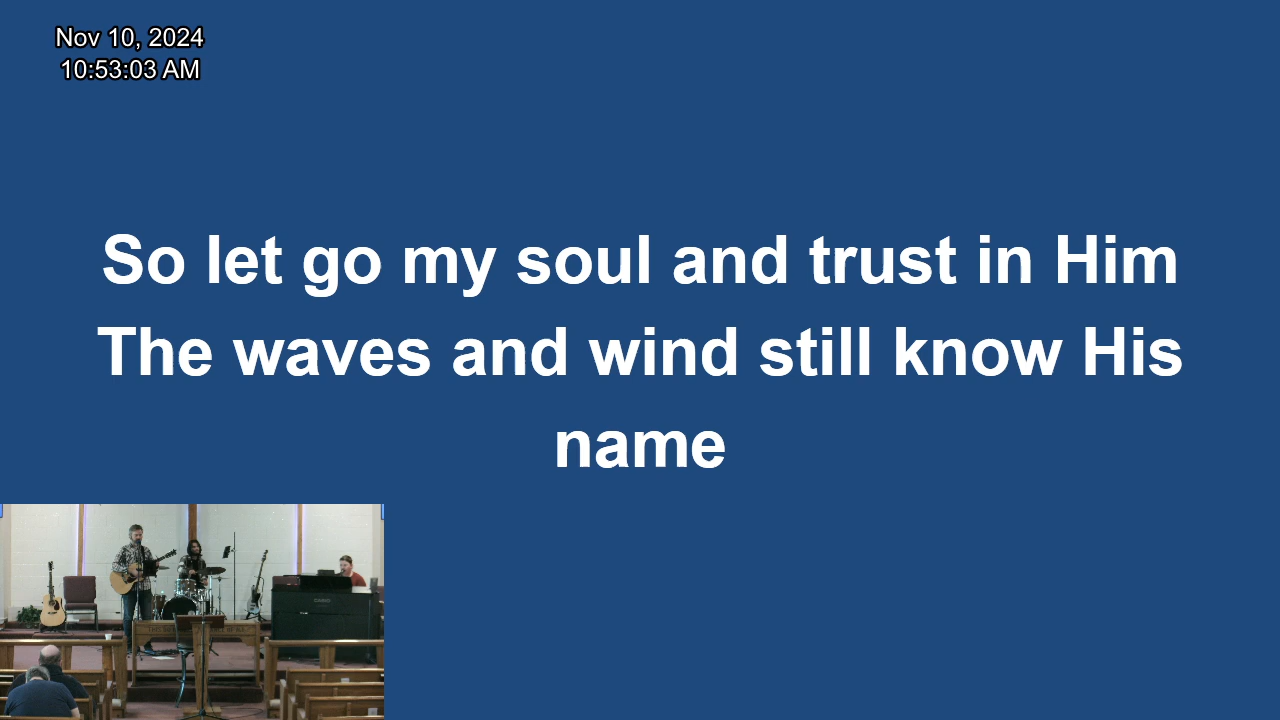 Nov 10, 2024
10:53:03 AM
So let go my soul and trust in Him
The waves and wind still know His
name
CASIO